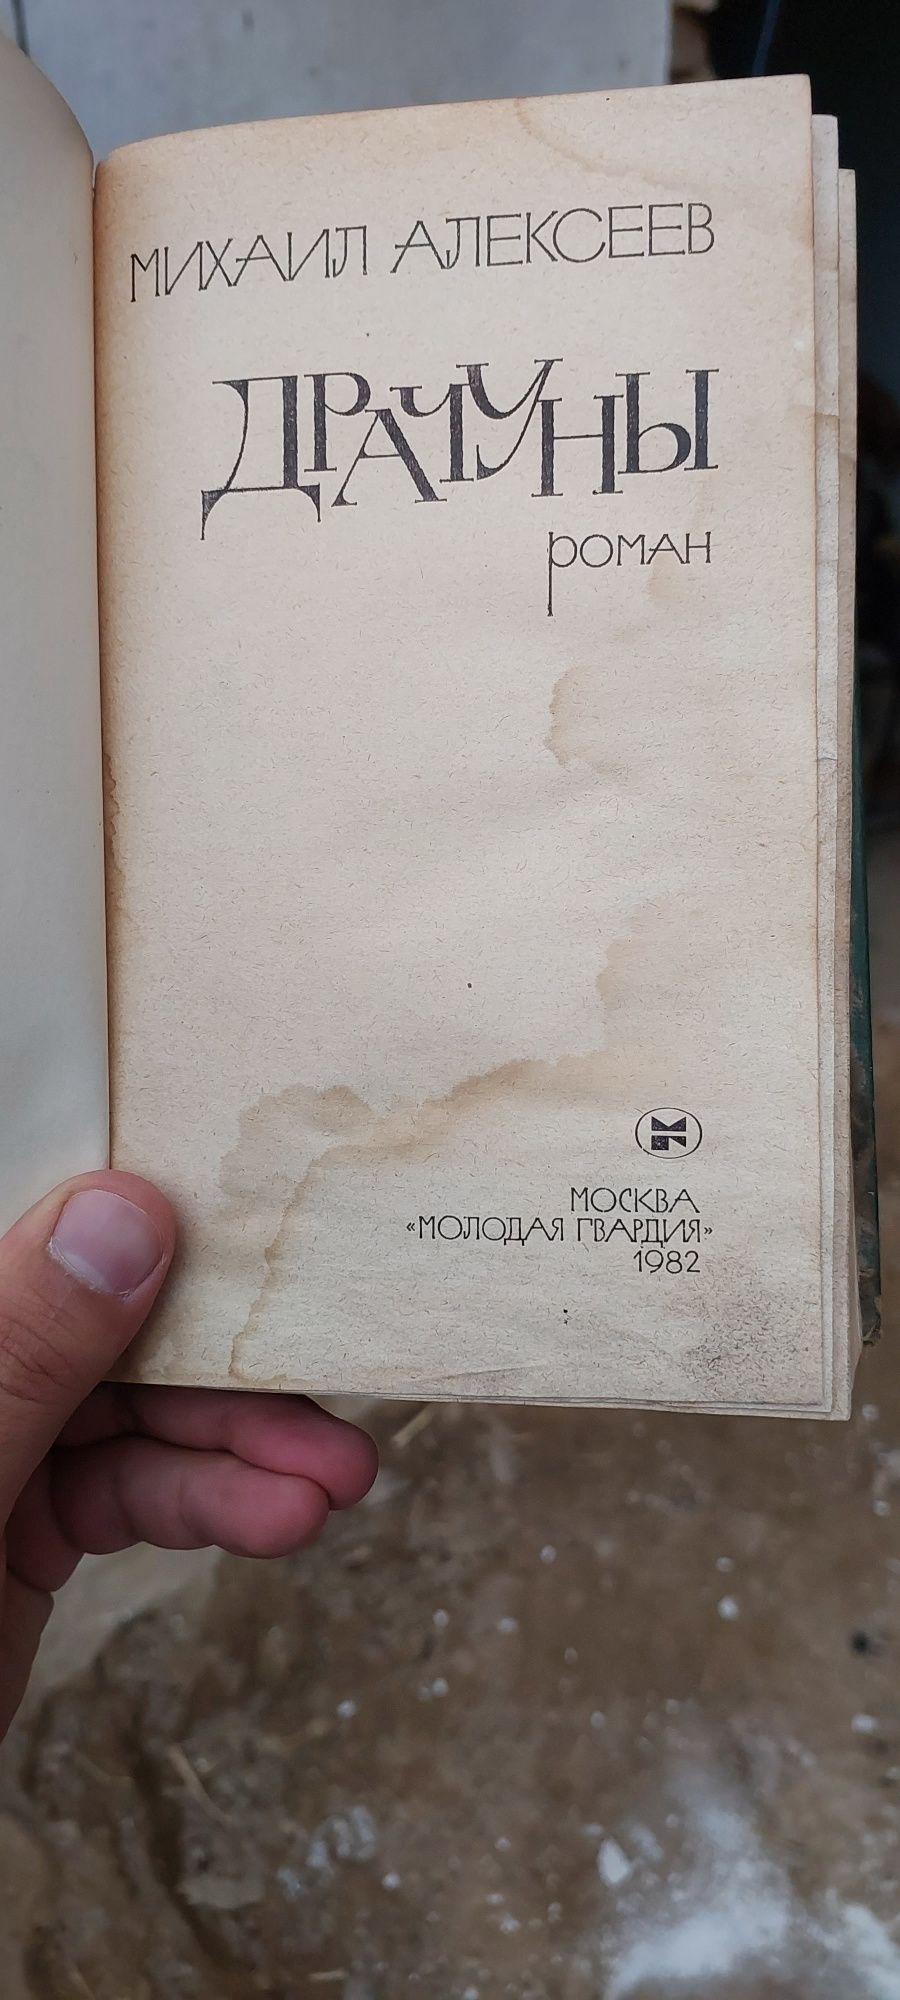 МИХАИЛ АЛЕКСЕЕВ
ДРАЧУНЫ
роман
МОСКВА
«МОЛОДАЯ ГВАРДИЯ»
1982